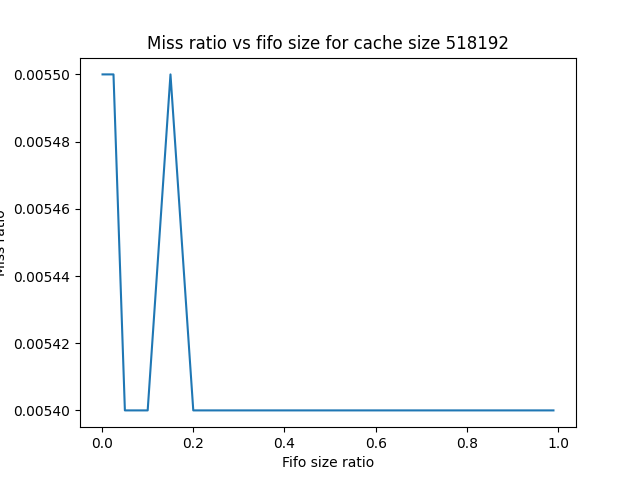 Miss ratio vs fifo size for cache size 518192
0.00550
0.00548
0.00546
0.00544
0.00542
0.00540
Miss ratio
0.0 0.2 0.4 0.6 0.8 1.0
Fifo size ratio